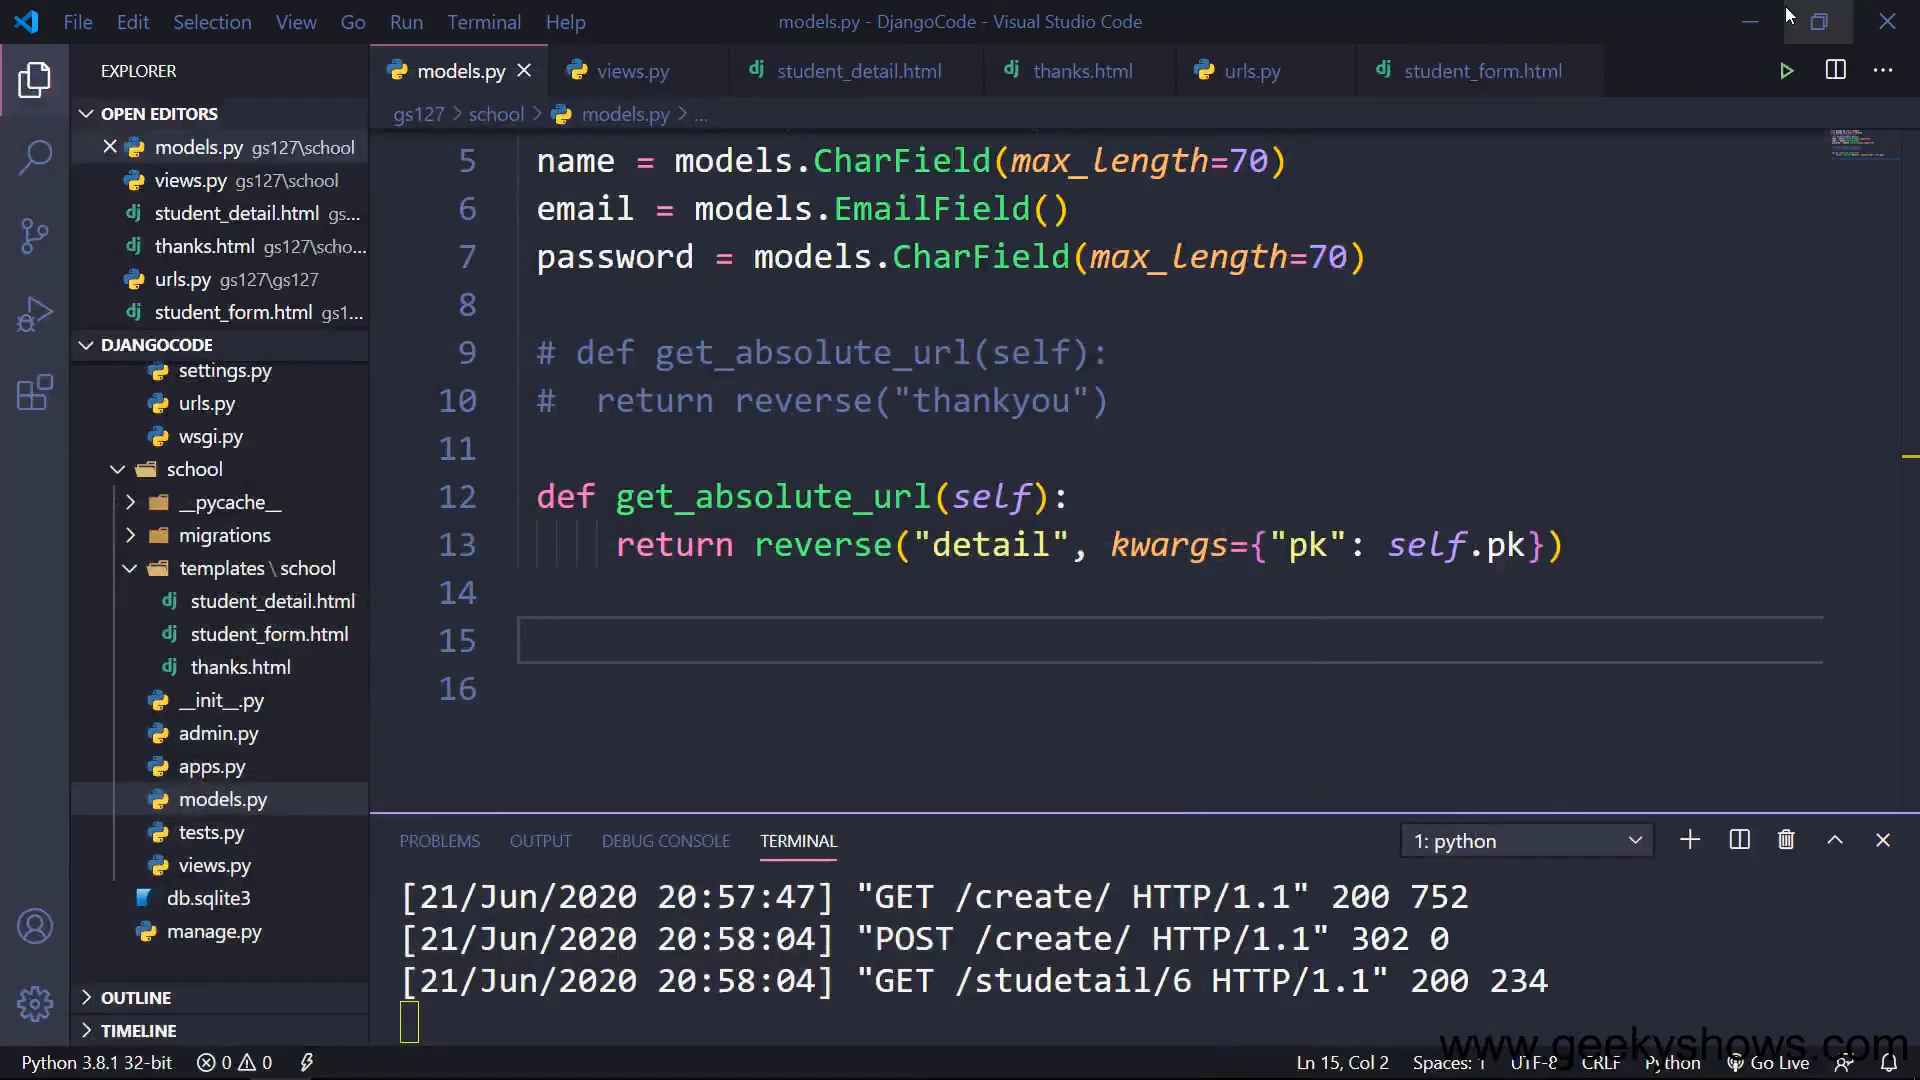 File Edit Selection View Go Run Terminal Help models.py - DjangoCode - Visual Studio Code
EXPLORER
OPEN EDITORS
models.py gs127\school
views.py gs127\school
student_detail.html gs...
thanks.html gs127\scho...
urls.py gs127\gs127
student_form.html gs1...
DJANGOCODE
settings.py
urls.py
wsgi.py
school
__pycache__
migrations
templates\school
student_detail.html
student_form.html
thanks.html
__init__.py
admin.py
apps.py
models.py
tests.py
views.py
db.sqlite3
manage.py
OUTLINE
TIMELINE
models.py views.py student_detail.html thanks.html urls.py student_form.html
gs127 > school > models.py > ...
5 name = models.CharField(max_length=70)
6 email = models.EmailField()
7 password = models.CharField(max_length=70)
8
9 # def get_absolute_url(self):
10 #  return reverse("thankyou")
11
12 def get_absolute_url(self):
13     return reverse("detail", kwargs={"pk": self.pk})
14
15
16
PROBLEMS OUTPUT DEBUG CONSOLE TERMINAL 1: python
[21/Jun/2020 20:57:47] "GET /create/ HTTP/1.1" 200 752
[21/Jun/2020 20:58:04] "POST /create/ HTTP/1.1" 302 0
[21/Jun/2020 20:58:04] "GET /studetail/6 HTTP/1.1" 200 234
www.geekyshows.com
Python 3.8.1 32-bit 0 0 Ln 15, Col 2 Spaces: 1 UTF-8 CRLF Python Go Live